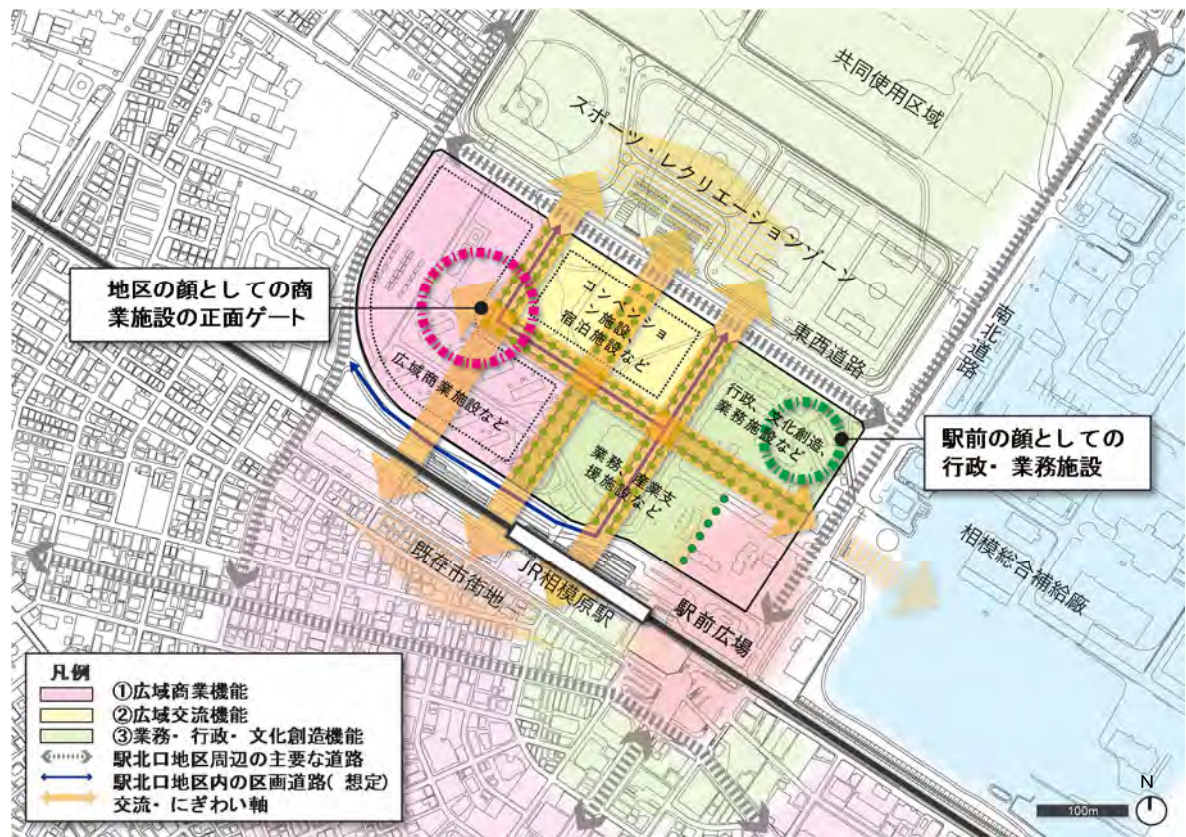 共同使用区域
スポーツ・レクリエーションゾーン
地区の顔としての商
業施設の正面ゲート
コンベンショ
ン施設、
宿泊施設など
東西道路
南北道路
広域商業施設など
行政、文化創造、
業務施設など
駅前の顔としての
行政・業務施設
業務、産業支
援施設など
既存市街地
JR相模原駅
駅前広場
相模総合補給廠
凡例
①広域商業機能
②広域交流機能
③業務・行政・文化創造機能
駅北口地区周辺の主要な道路
駅北口地区内の区画道路(想定)
交流・にぎわい軸
N
100m